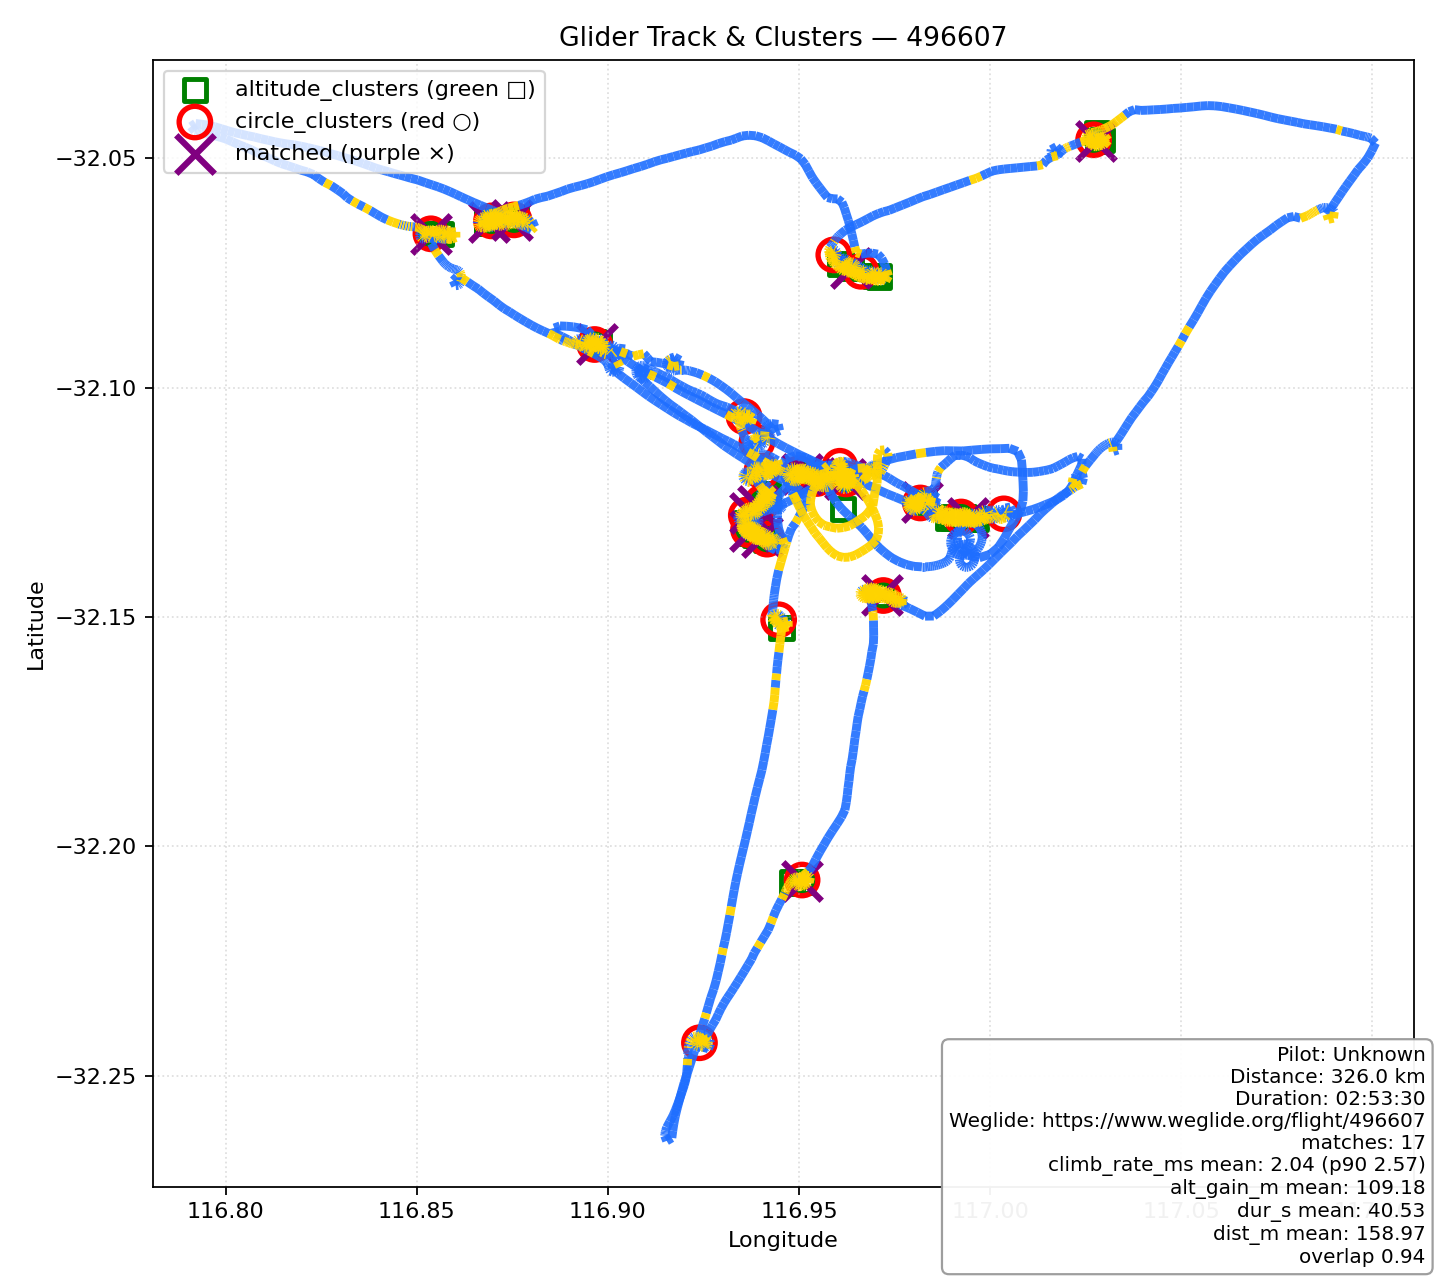 Glider Track & Clusters — 496607
altitude_clusters (green □)
circle_clusters (red ○)
matched (purple ×)
−32.05
−32.10
−32.15
−32.20
−32.25
Latitude
116.80
116.85
116.90
116.95
117.00
117.05
Longitude
Pilot: Unknown
Distance: 326.0 km
Duration: 02:53:30
Weglide: https://www.weglide.org/flight/496607
matches: 17
climb_rate_ms mean: 2.04 (p90 2.57)
alt_gain_m mean: 109.18
dur_s mean: 40.53
dist_m mean: 158.97
overlap 0.94